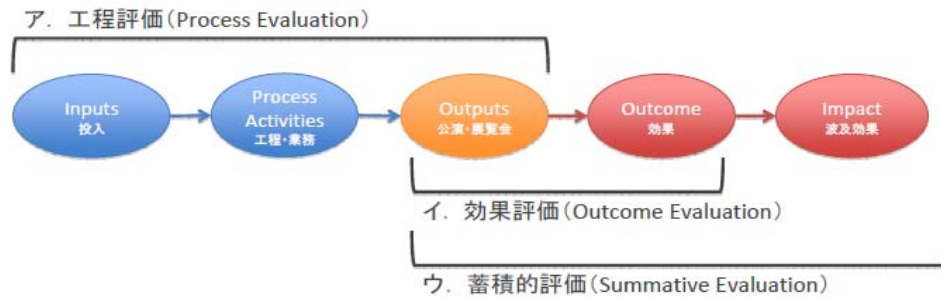 ア. 工程評価(Process Evaluation)
Inputs
投入
Process
Activities
工程・業務
Outputs
公演・展覧会
Outcome
効果
Impact
波及効果
イ. 効果評価(Outcome Evaluation)
ウ. 蓄積的評価(Summative Evaluation)